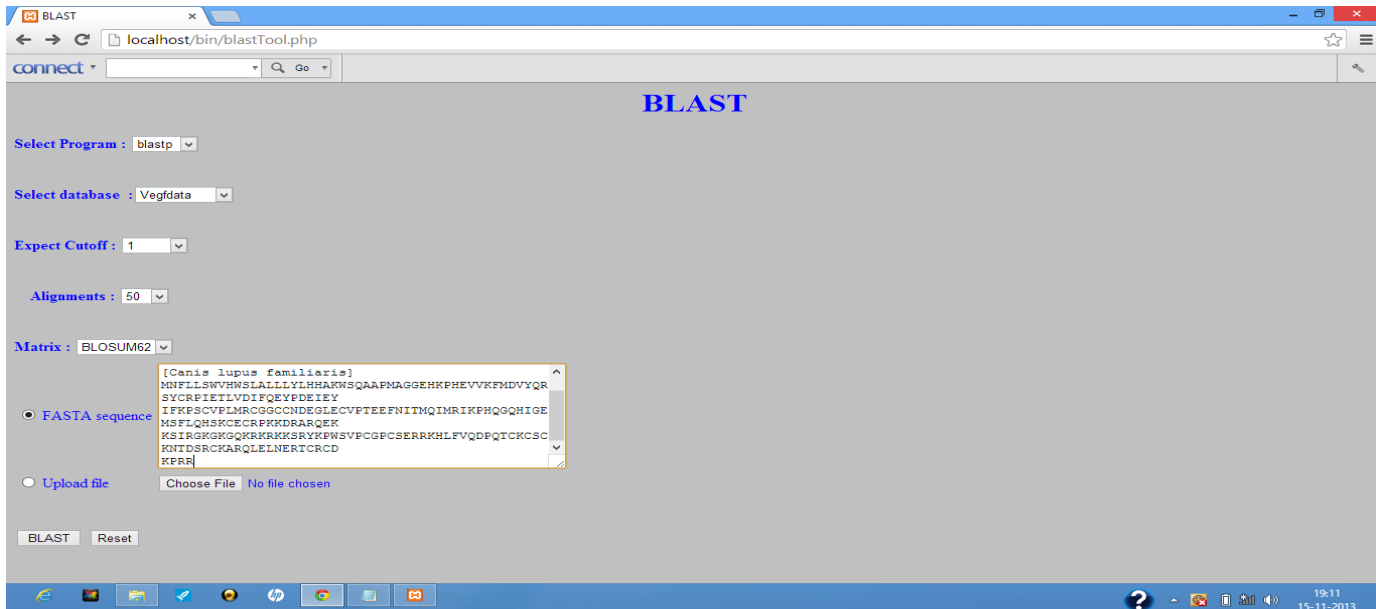 BLAST
localhost/bin/blastTool.php
connect Go
BLAST
Select Program : blastp
Select database : Vegfdata
Expect Cutoff : 1
Alignments : 50
Matrix : BLOSUM62
FASTA sequence
[Canis lupus familiaris]
MNFLLSWVHWSLALLLYLHHAKWSQAAPMAGGEHKPHEVVKFMDVYQR
SYCRPIETLVDIFQEYPDEIEY
IFKPSCVPLMRCGGCCNDEGLECVPTEEFNITMQIMRIKPHQGQHIGE
MSFLQHSKCECRPKKDRARQEK
KSIRGKGKGQKRKRKKSRYKPWSVPCGPCSERRKHLFVQDPQTCKCSC
KNTDSRCKARQLELNERTCRCD
KPRR
Upload file Choose File No file chosen
BLAST Reset
19:11
15-11-2013